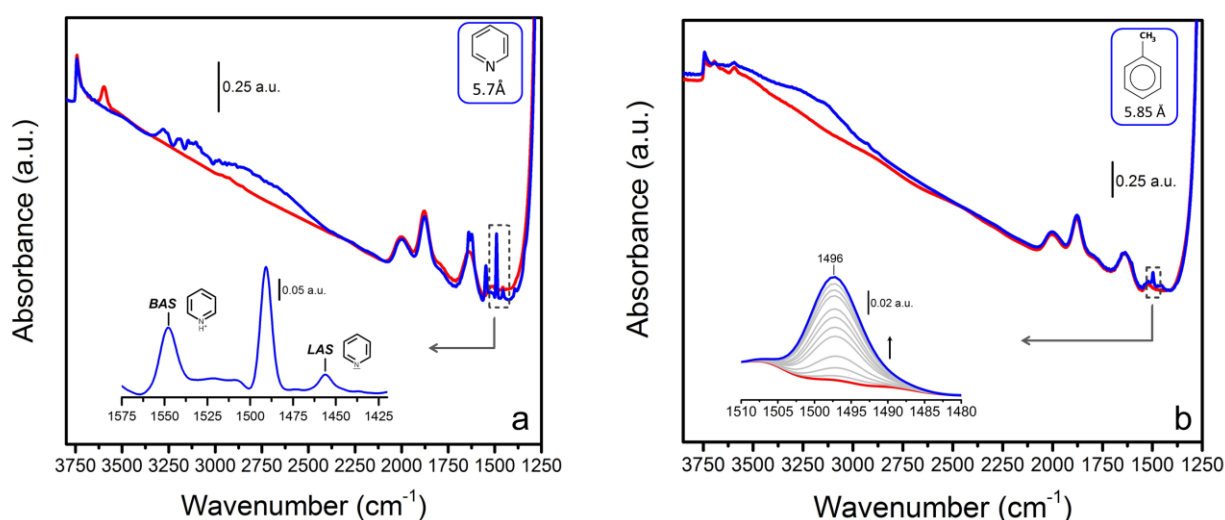 N
5.7Å
0.25 a.u.
Absorbance (a.u.)
BAS
N
H⁺
0.05 a.u.
LAS
N
1575 1550 1525 1500 1475 1450 1425
a
3750 3500 3250 3000 2750 2500 2250 2000 1750 1500 1250
Wavenumber (cm⁻¹)
CH₃
5.85 Å
0.25 a.u.
Absorbance (a.u.)
1496
0.02 a.u.
1510 1505 1500 1495 1490 1485 1480
b
3750 3500 3250 3000 2750 2500 2250 2000 1750 1500 1250
Wavenumber (cm⁻¹)